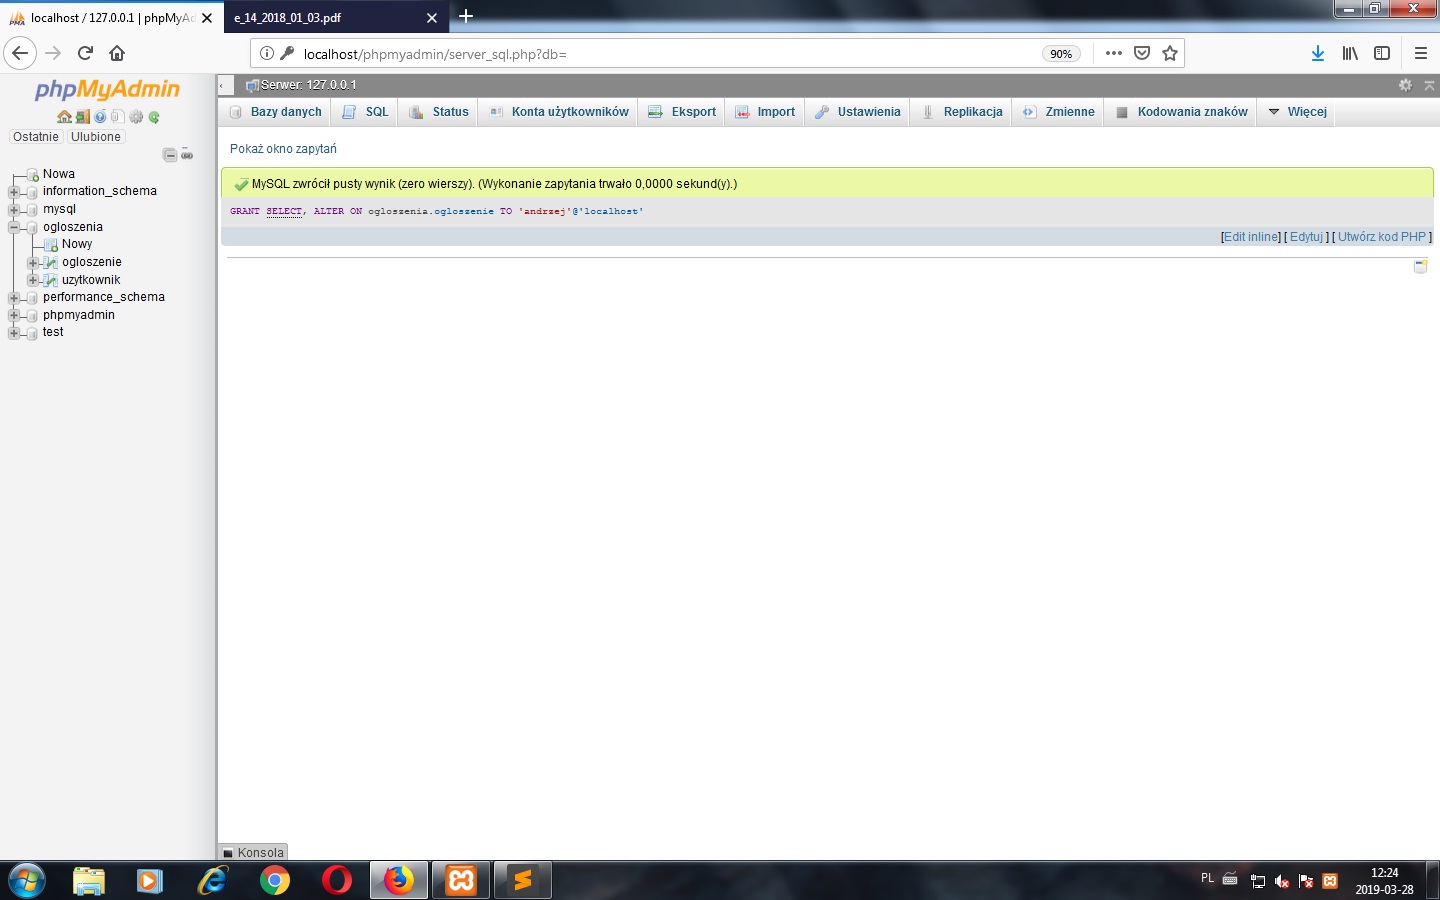 localhost / 127.0.0.1 | phpMyAd
e_14_2018_01_03.pdf
localhost/phpmyadmin/server_sql.php?db=
90%
phpMyAdmin
Ostatnie Ulubione
Nowa
information_schema
mysql
ogloszenia
Nowy
ogloszenie
uzytkownik
performance_schema
phpmyadmin
test
Serwer: 127.0.0.1
Bazy danych SQL Status Konta użytkowników Eksport Import Ustawienia Replikacja Zmienne Kodowania znaków Więcej
Pokaż okno zapytań
MySQL zwrócił pusty wynik (zero wierszy). (Wykonanie zapytania trwało 0,0000 sekund(y).)
GRANT SELECT, ALTER ON ogloszenia.ogloszenie TO 'andrzej'@'localhost'
[Edit inline] [ Edytuj ] [ Utwórz kod PHP ]
Konsola
PL
12:24
2019-03-28